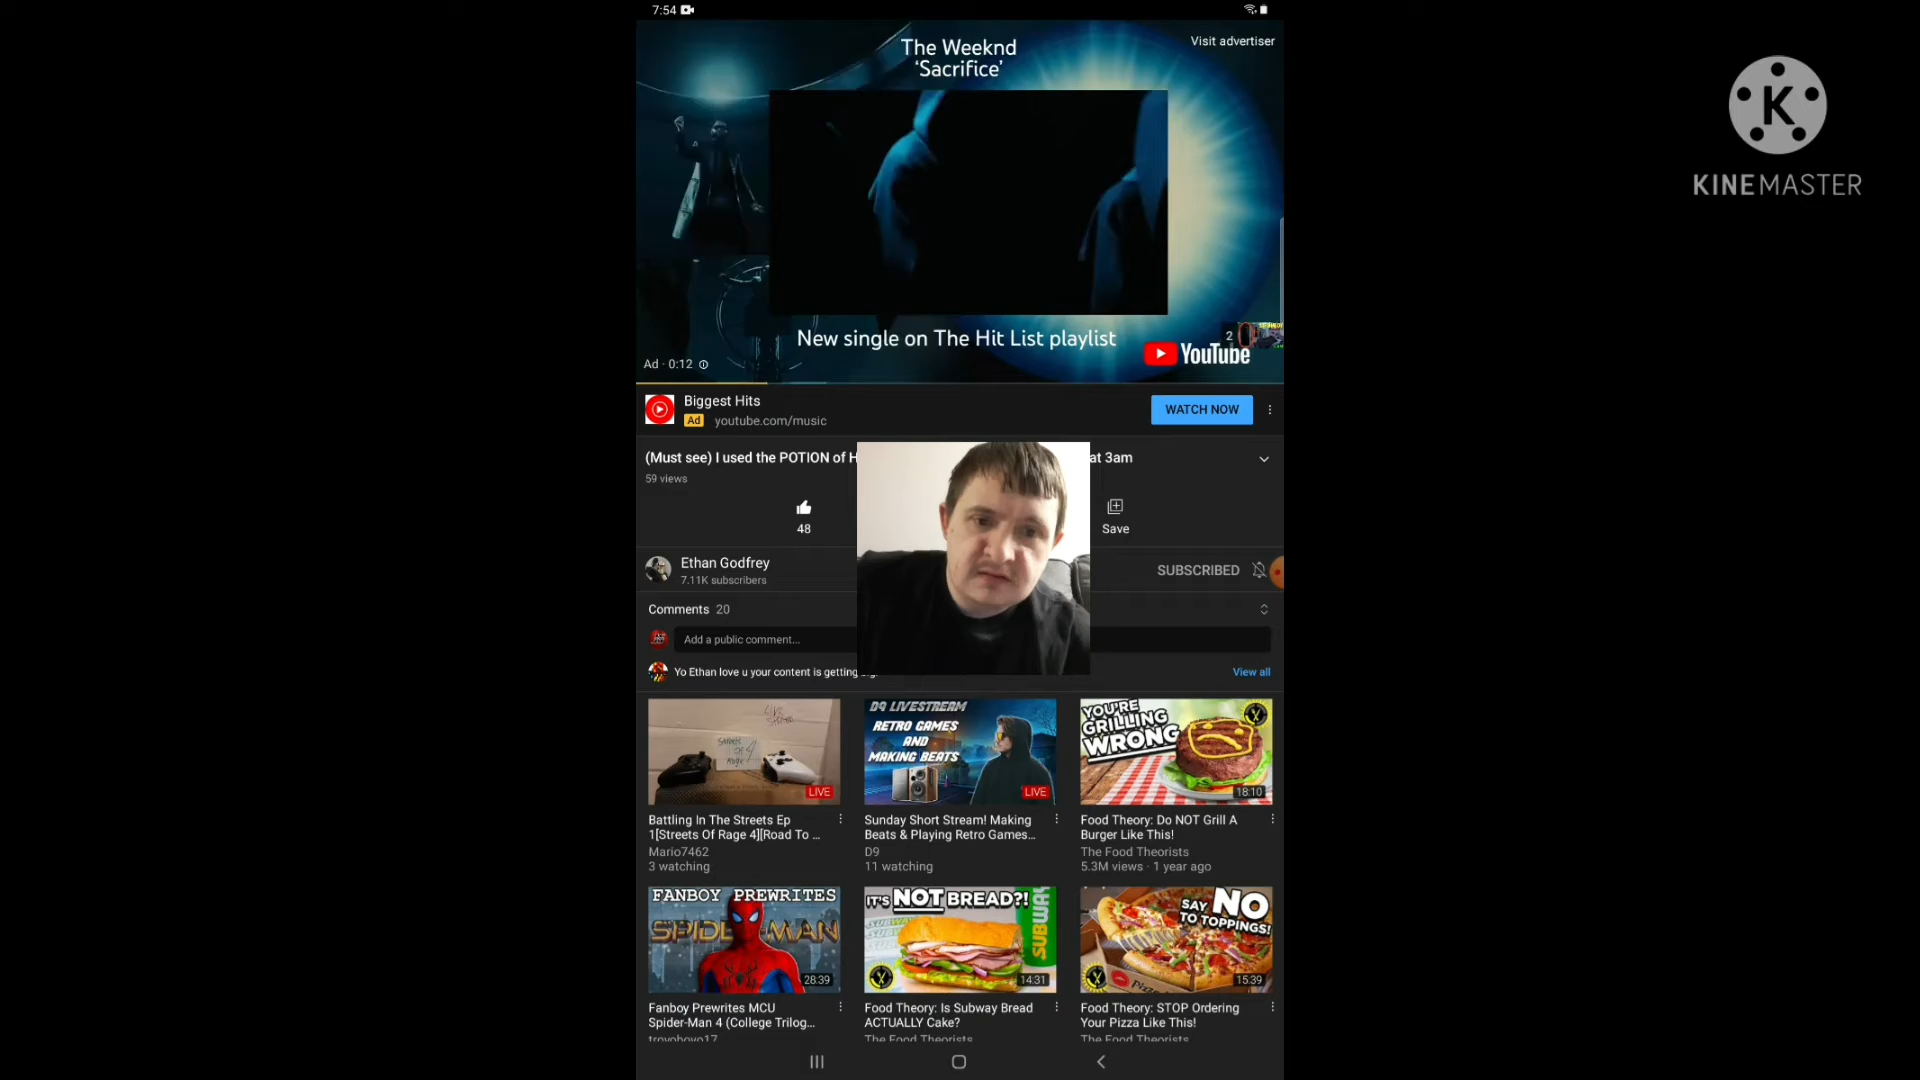 7:54
The Weeknd
'Sacrifice'
Visit advertiser
New single on The Hit List playlist
2
YouTube
Ad · 0:12
Biggest Hits
Ad youtube.com/music
WATCH NOW
(Must see) I used the POTION of H
at 3am
59 views
48
Save
Ethan Godfrey
7.11K subscribers
SUBSCRIBED
Comments 20
Add a public comment...
Yo Ethan love u your content is getting
View all
LIVE
D9 LIVESTREAM
RETRO GAMES
AND
MAKING BEATS
LIVE
YOU'RE
GRILLING
WRONG
18:10
Battling In The Streets Ep
1[Streets Of Rage 4][Road To ...
Mario7462
3 watching
Sunday Short Stream! Making
Beats & Playing Retro Games...
D9
11 watching
Food Theory: Do NOT Grill A
Burger Like This!
The Food Theorists
5.3M views · 1 year ago
FANBOY PREWRITES
SPIDER-MAN
28:39
IT'S NOT BREAD?!
SUBWAY
14:31
SAY NO
TO TOPPINGS!
15:39
Fanboy Prewrites MCU
Spider-Man 4 (College Trilog...
troyoboyo17
Food Theory: Is Subway Bread
ACTUALLY Cake?
The Food Theorists
Food Theory: STOP Ordering
Your Pizza Like This!
The Food Theorists
K
KINEMASTER